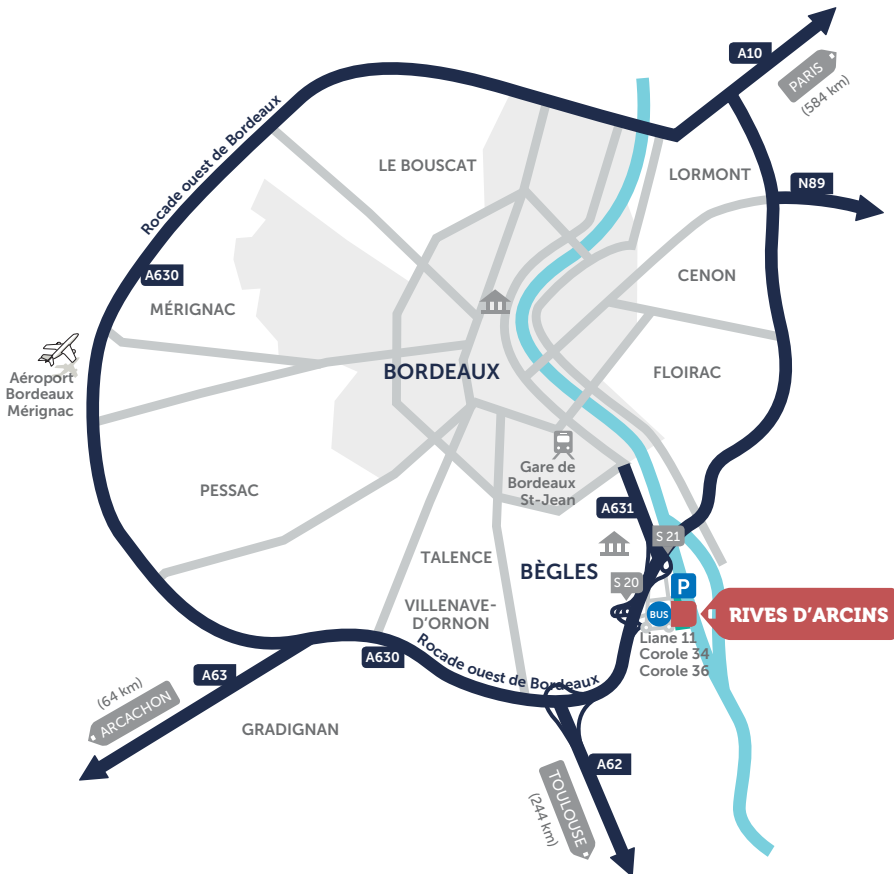 A10
PARIS
(584 km)
Rocade ouest de Bordeaux
LE BOUSCAT
LORMONT
N89
A630
CENON
MÉRIGNAC
Aéroport
Bordeaux
Mérignac
BORDEAUX
FLOIRAC
Gare de
Bordeaux
St-Jean
PESSAC
A631
S 21
TALENCE
BÈGLES
S 20
P
BUS
RIVES D'ARCINS
VILLENAVE-
D'ORNON
Liane 11
Corole 34
Corole 36
A630
Rocade ouest de Bordeaux
A63
(64 km)
ARCACHON
GRADIGNAN
A62
TOULOUSE
(244 km)